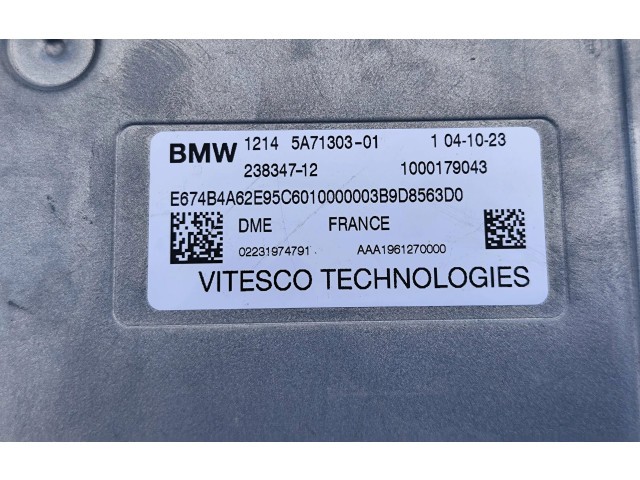 BMW 1214 5A71303-01 1 04-10-23
238347-12 1000179043
E674B4A62E95C6010000003B9D8563D0
DME FRANCE
02231974791 AAA1961270000
VITESCO TECHNOLOGIES